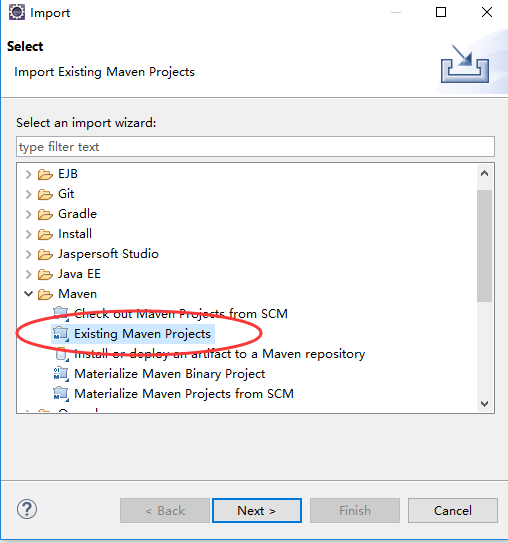 Import
Select
Import Existing Maven Projects
Select an import wizard:
type filter text
EJB
Git
Gradle
Install
Jaspersoft Studio
Java EE
Maven
Check out Maven Projects from SCM
Existing Maven Projects
Install or deploy an artifact to a Maven repository
Materialize Maven Binary Project
Materialize Maven Projects from SCM
< Back
Next >
Finish
Cancel